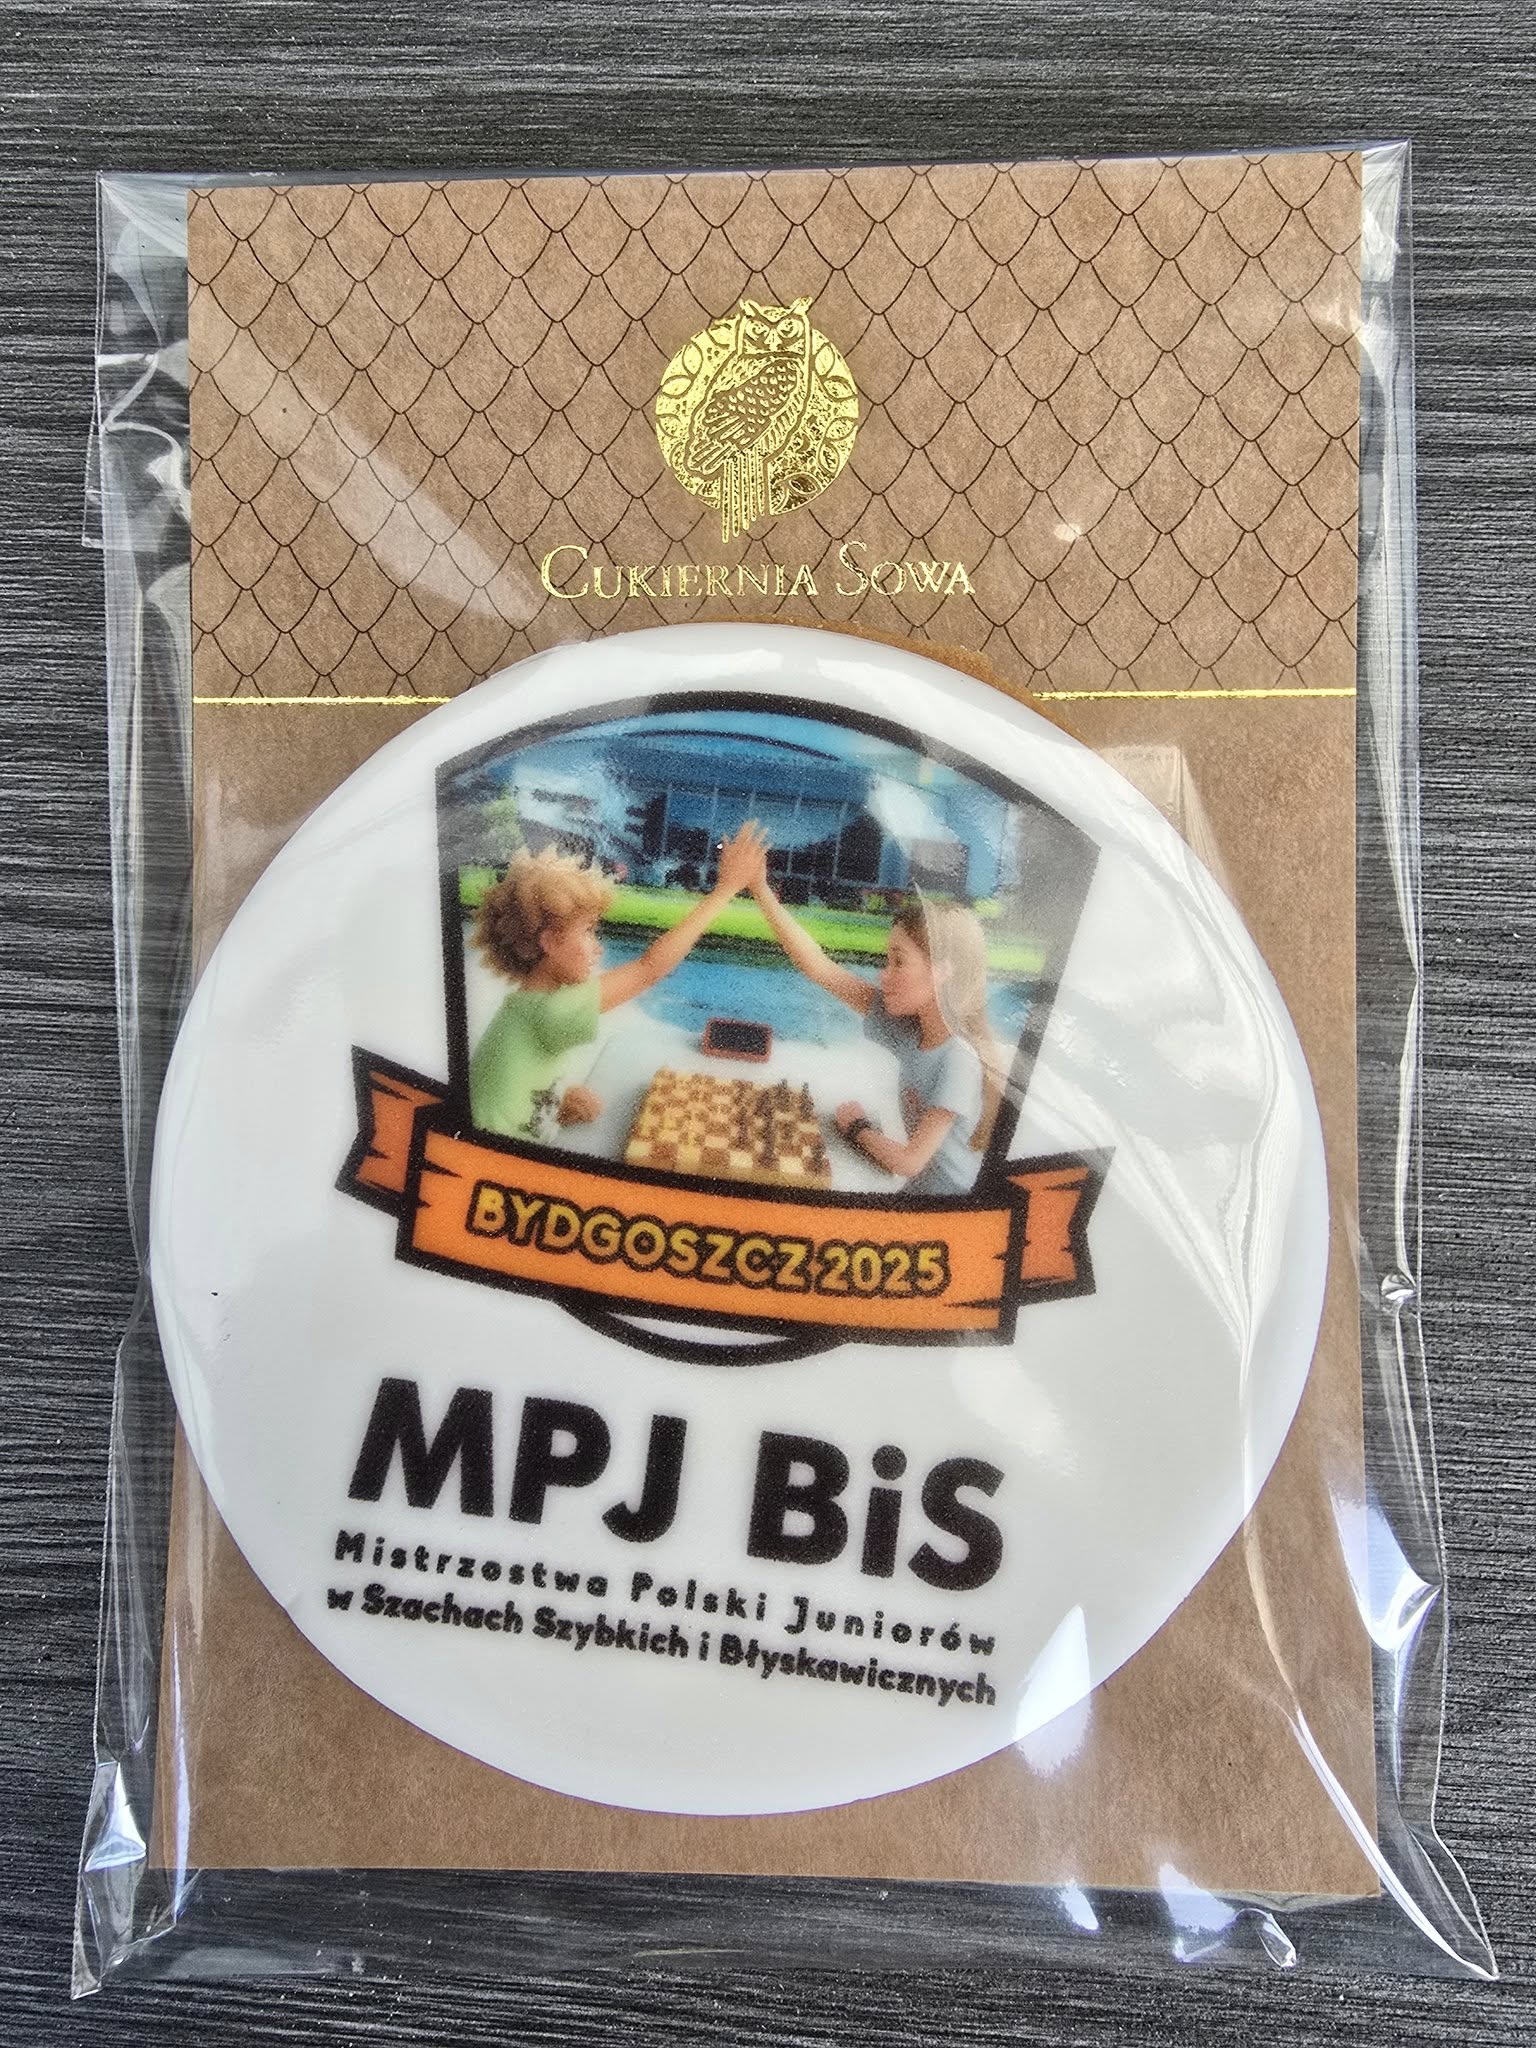 CUKIERNIA SOWA
BYDGOSZCZ 2025
MPJ BiS
Mistrzostwa Polski Juniorów
w Szachach Szybkich i Błyskawicznych